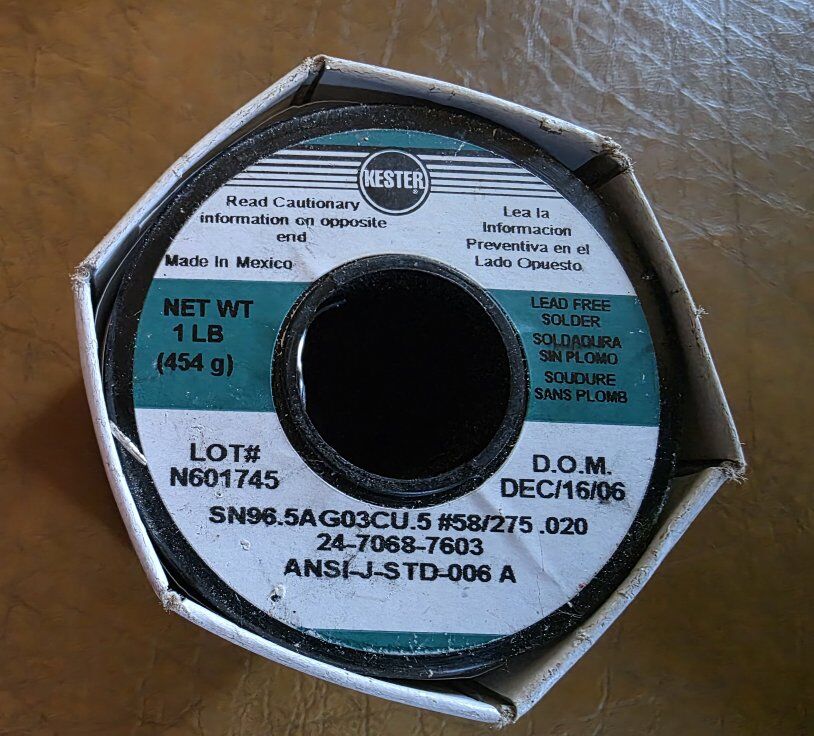 KESTER®
Read Cautionary
information on opposite
end
Made In Mexico
Lea la
Informacion
Preventiva en el
Lado Opuesto
NET WT
1 LB
(454 g)
LEAD FREE
SOLDER
SOLDADURA
SIN PLOMO
SOUDURE
SANS PLOMB
LOT#
N601745
D.O.M.
DEC/16/06
SN96.5AG03CU.5 #58/275 .020
24-7068-7603
ANSI-J-STD-006 A